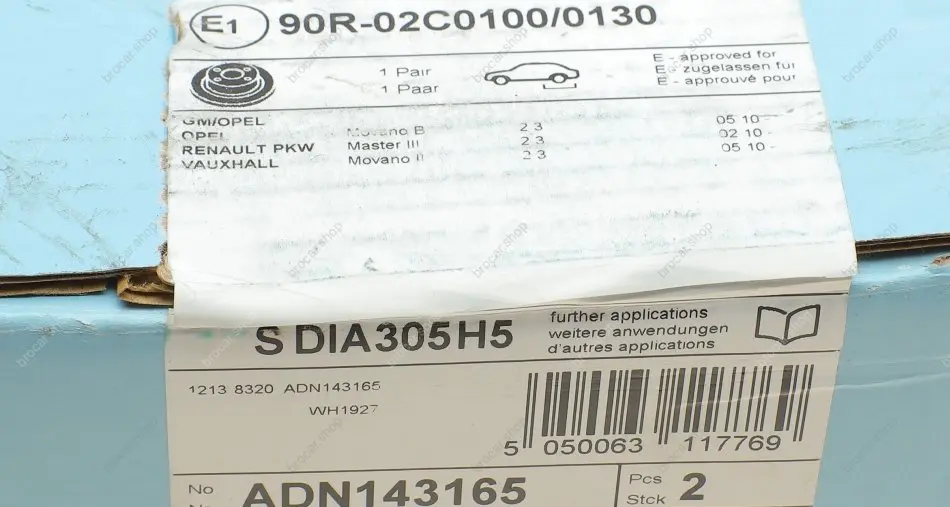 E1 90R-02C0100/0130
1 Pair
1 Paar
E - approved for
E - zugelassen für
E - approuvé pour
GM/OPEL 05 10 -
OPEL Movano B 2 3 02 10 -
RENAULT PKW Master III 2 3 05 10 -
VAUXHALL Movano II 2 3
S DIA305H5
further applications
weitere anwendungen
d'autres applications
1213 8320 ADN143165
WH1927
5 050063 117769
No ADN143165
Pcs 2
Stck
brocar.shop